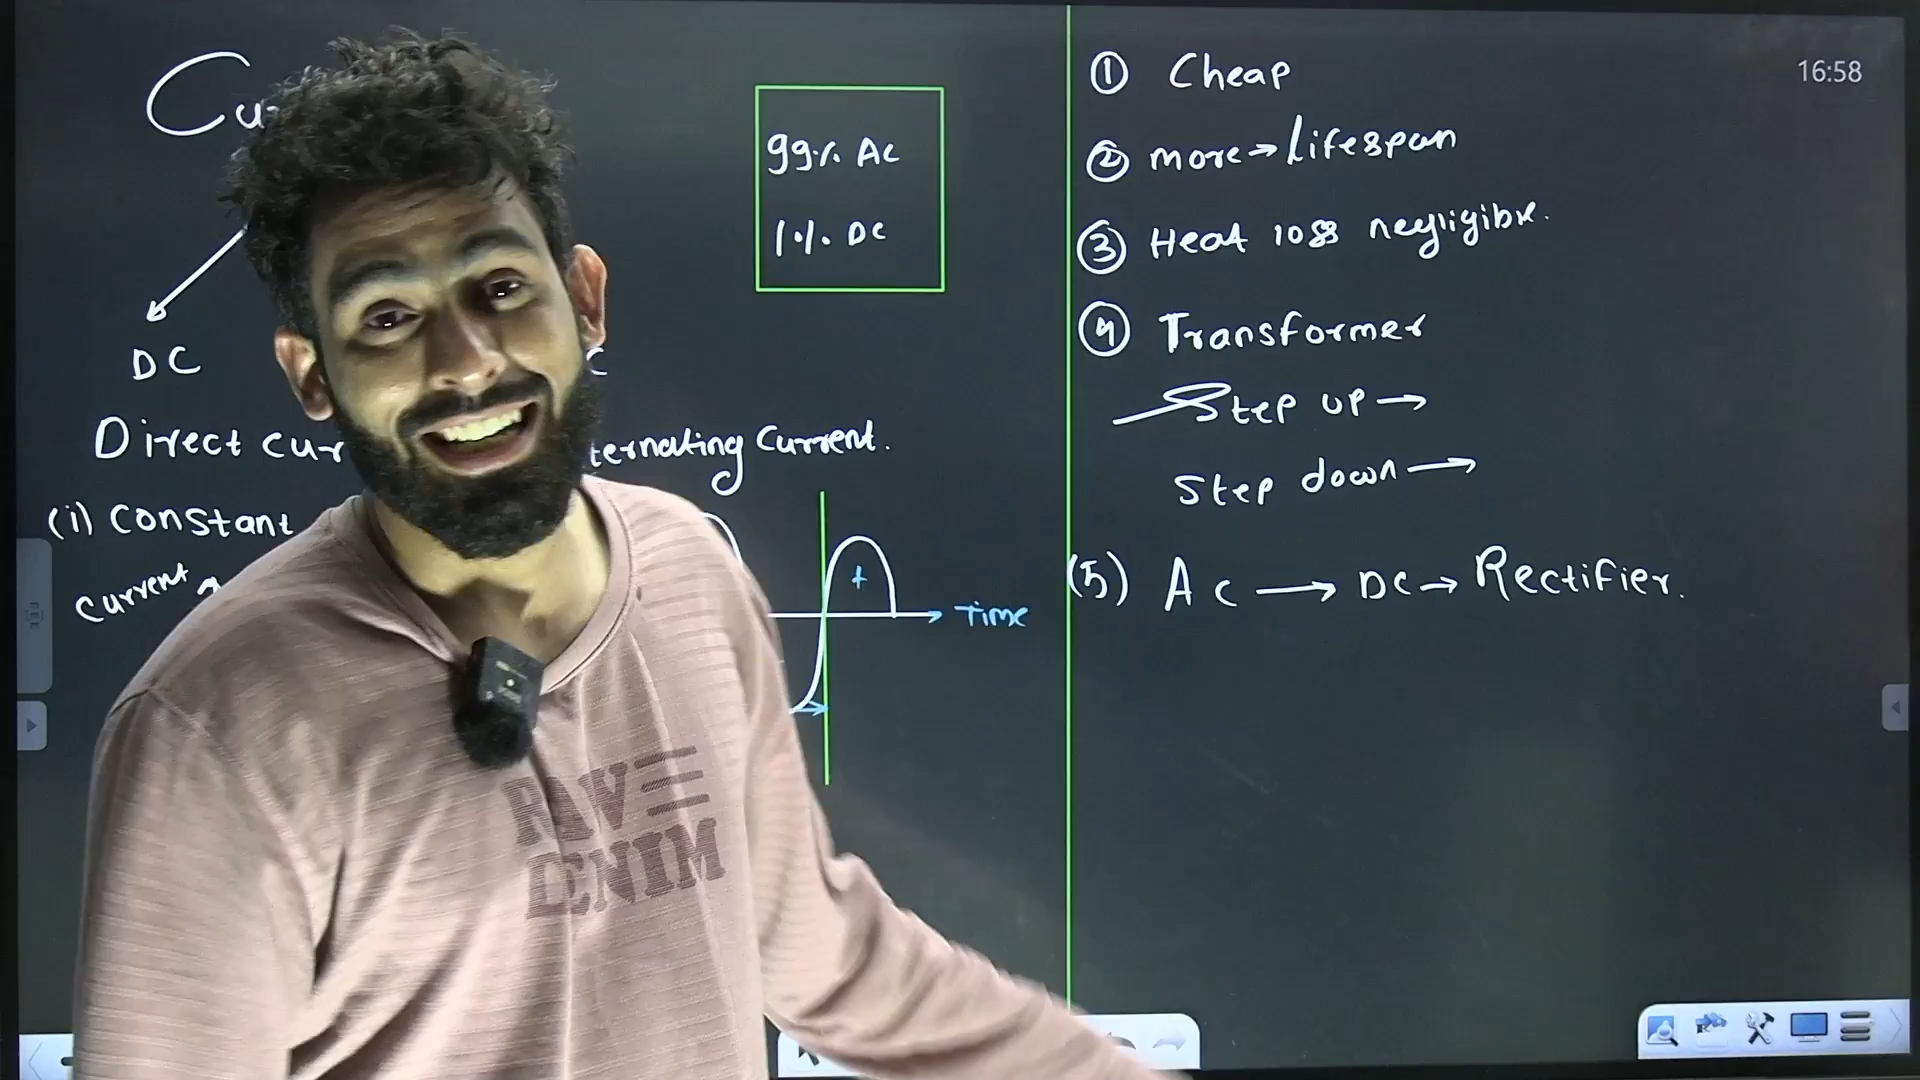 Cu
DC
C
Direct cur
ternating current.
(i) constant
current
99% AC
1% DC
+
Time
① Cheap
② more → Lifespan
③ Heat loss negligible.
④ Transformer
Step up →
Step down →
(5) AC → DC → Rectifier.
16:58
RAW
DENIM